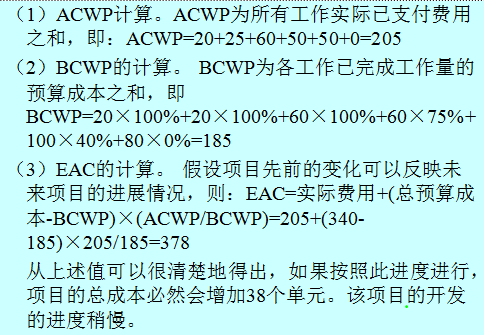 （1）ACWP计算。ACWP为所有工作实际已支付费用
之和，即：ACWP=20+25+60+50+50+0=205
（2）BCWP的计算。 BCWP为各工作已完成工作量的
预算成本之和，即
BCWP=20×100%+20×100%+60×100%+60×75%+
100×40%+80×0%=185
（3）EAC的计算。 假设项目先前的变化可以反映未
来项目的进展情况，则：EAC=实际费用+(总预算成
本-BCWP)×(ACWP/BCWP)=205+(340-
185)×205/185=378
从上述值可以很清楚地得出，如果按照此进度进行，
项目的总成本必然会增加38个单元。该项目的开发
的进度稍慢。